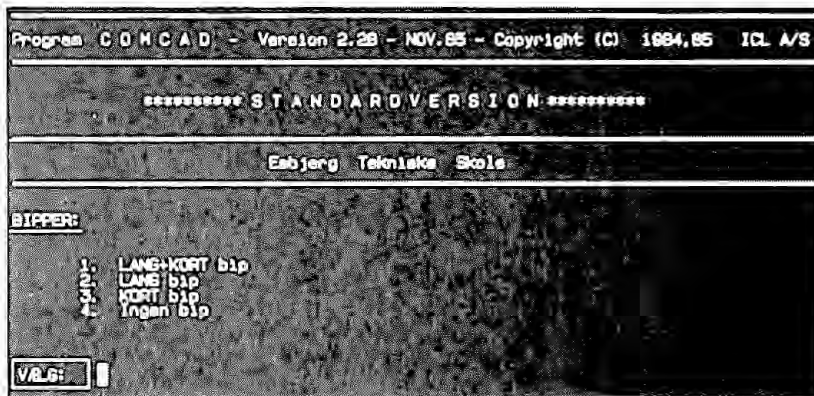 Program C O M C A D - Version 2.28 - NOV.85 - Copyright (C) 1984,85 ICL A/S
********** S T A N D A R D V E R S I O N **********
Esbjerg Tekniske Skole
BIPPER:
1. LANG+KORT bip
2. LANG bip
3. KORT bip
4. Ingen bip
VÆLG: